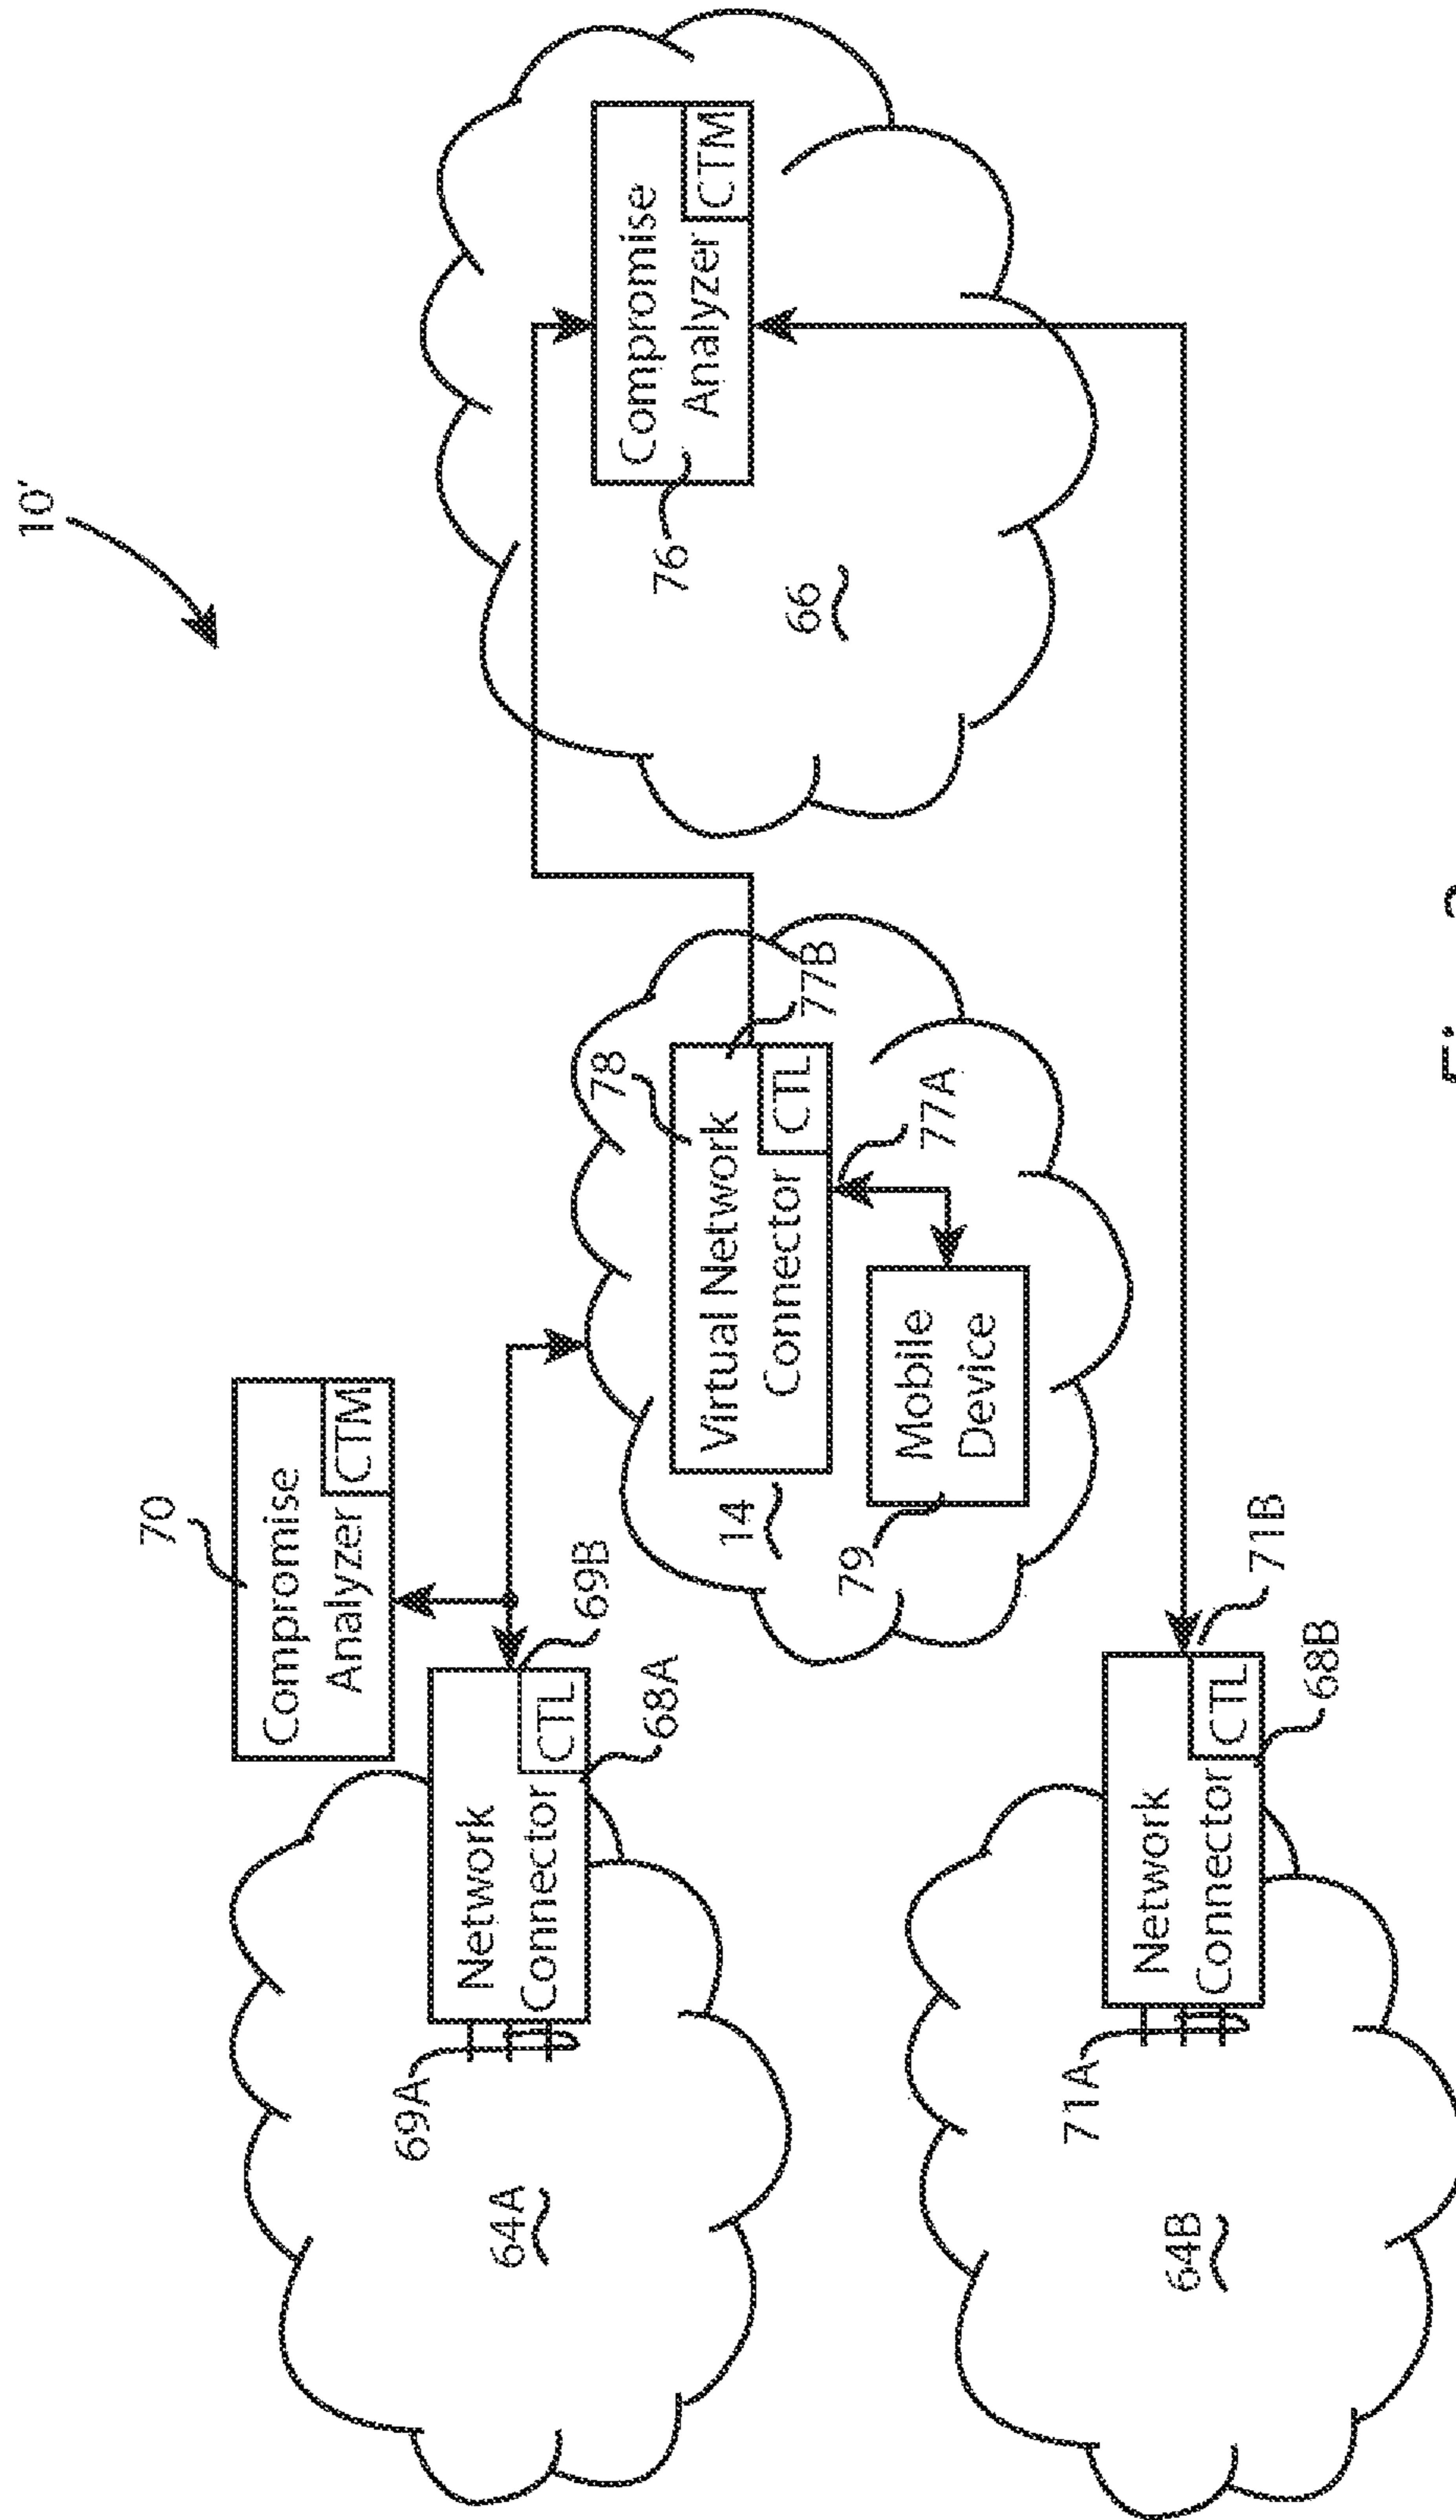 10'
70
Compromise
Analyzer CTM
69A
Network
Connector CTL
64A
69B
68A
78
Virtual Network
Connector CTL
14
77B
77A
79
Mobile
Device
Compromise
Analyzer CTM
76
66
71A
Network
Connector CTL
64B
71B
68B